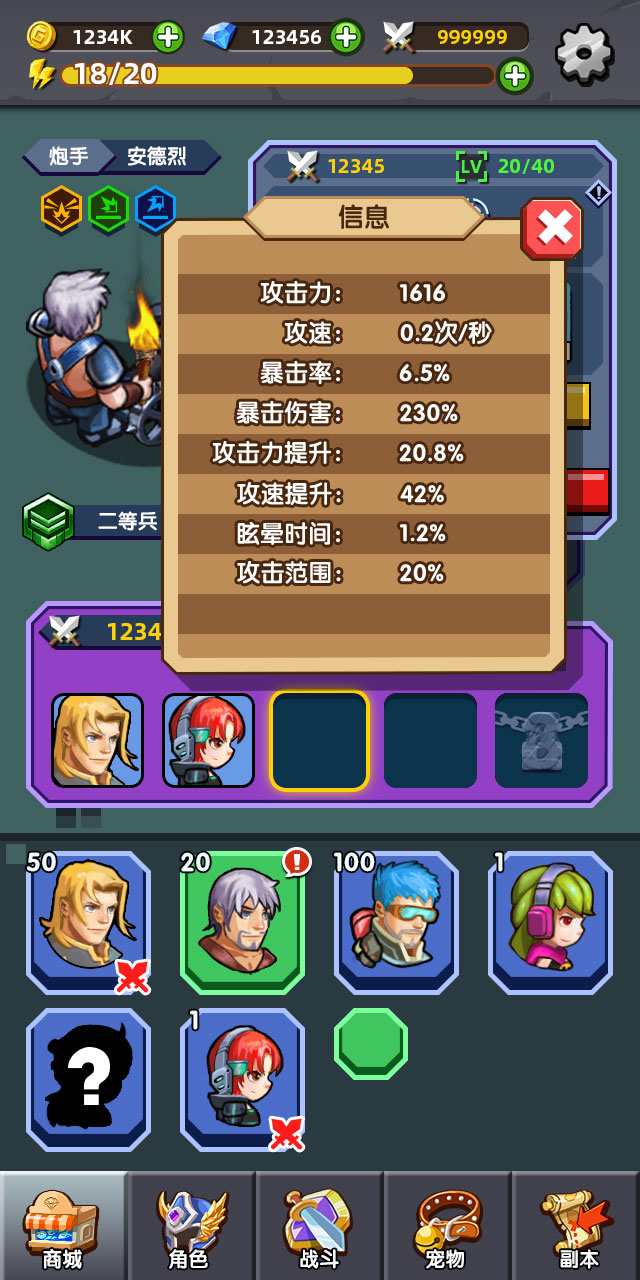 1234K
123456
999999
18/20
炮手
安德烈
12345
LV 20/40
信息
攻击力: 1616
攻速: 0.2次/秒
暴击率: 6.5%
暴击伤害: 230%
攻击力提升: 20.8%
攻速提升: 42%
眩晕时间: 1.2%
攻击范围: 20%
二等兵
1234
50
20
100
1
?
1
商城
角色
战斗
宠物
副本